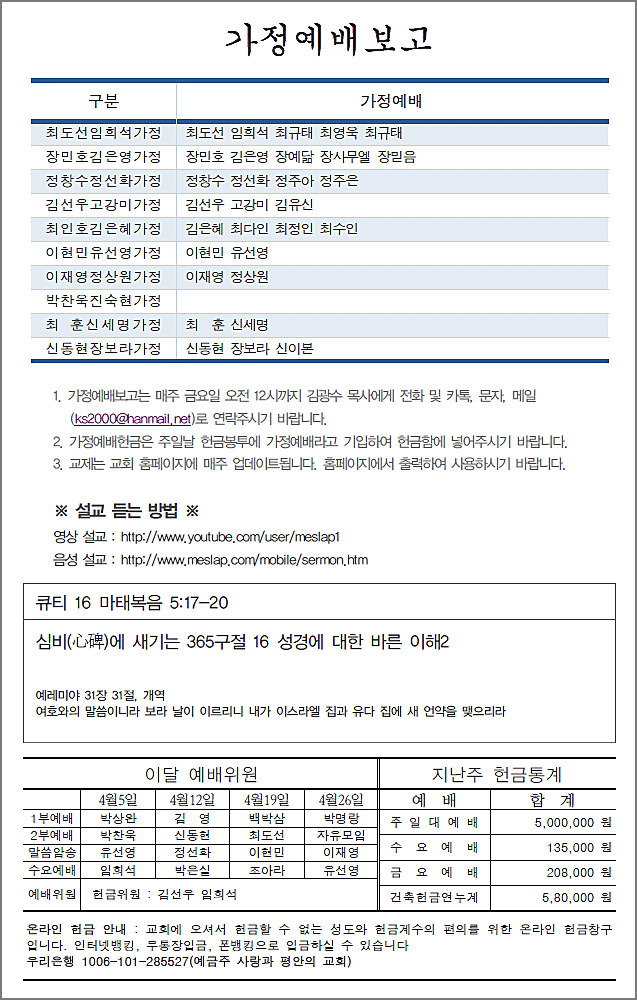 가정예배보고
구분 가정예배
최도선임희석가정 최도선 임희석 최규태 최영욱 최규태
장민호김은영가정 장민호 김은영 장예닮 장사무엘 장믿음
정창수정선화가정 정창수 정선화 정주아 정주은
김선우고강미가정 김선우 고강미 김유신
최인호김은혜가정 김은혜 최다인 최정인 최수인
이현민유선영가정 이현민 유선영
이재영정상원가정 이재영 정상원
박찬욱진숙현가정
최 훈신세명가정 최 훈 신세명
신동현장보라가정 신동현 장보라 신이본
1. 가정예배보고는 매주 금요일 오전 12시까지 김광수 목사에게 전화 및 카톡, 문자, 메일
(ks2000@hanmail.net)로 연락주시기 바랍니다.
2. 가정예배헌금은 주일날 헌금봉투에 가정예배라고 기입하여 헌금함에 넣어주시기 바랍니다.
3. 교제는 교회 홈페이지에 매주 업데이트됩니다. 홈페이지에서 출력하여 사용하시기 바랍니다.
※ 설교 듣는 방법 ※
영상 설교 : http://www.youtube.com/user/meslap1
음성 설교 : http://www.meslap.com/mobile/sermon.htm
큐티 16 마태복음 5:17-20
심비(心碑)에 새기는 365구절 16 성경에 대한 바른 이해2
예레미야 31장 31절, 개역
여호와의 말씀이니라 보라 날이 이르리니 내가 이스라엘 집과 유다 집에 새 언약을 맺으리라
이달 예배위원
4월5일 4월12일 4월19일 4월26일
1부예배 박상완 김 영 백박삼 박명랑
2부예배 박찬욱 신동현 최도선 자유모임
말씀암송 유선영 정선화 이현민 이재영
수요예배 임희석 박은실 조아라 유선영
예배위원 헌금위원 : 김선우 임희석
지난주 헌금통계
예 배 합 계
주 일 대 예 배 5,000,000 원
수 요 예 배 135,000 원
금 요 예 배 208,000 원
건축헌금연누계 5,80,000 원
온라인 헌금 안내 : 교회에 오셔서 헌금할 수 없는 성도와 헌금계수의 편의를 위한 온라인 헌금창구
입니다. 인터넷뱅킹, 무통장입금, 폰뱅킹으로 입금하실 수 있습니다
우리은행 1006-101-285527(예금주 사랑과 평안의 교회)